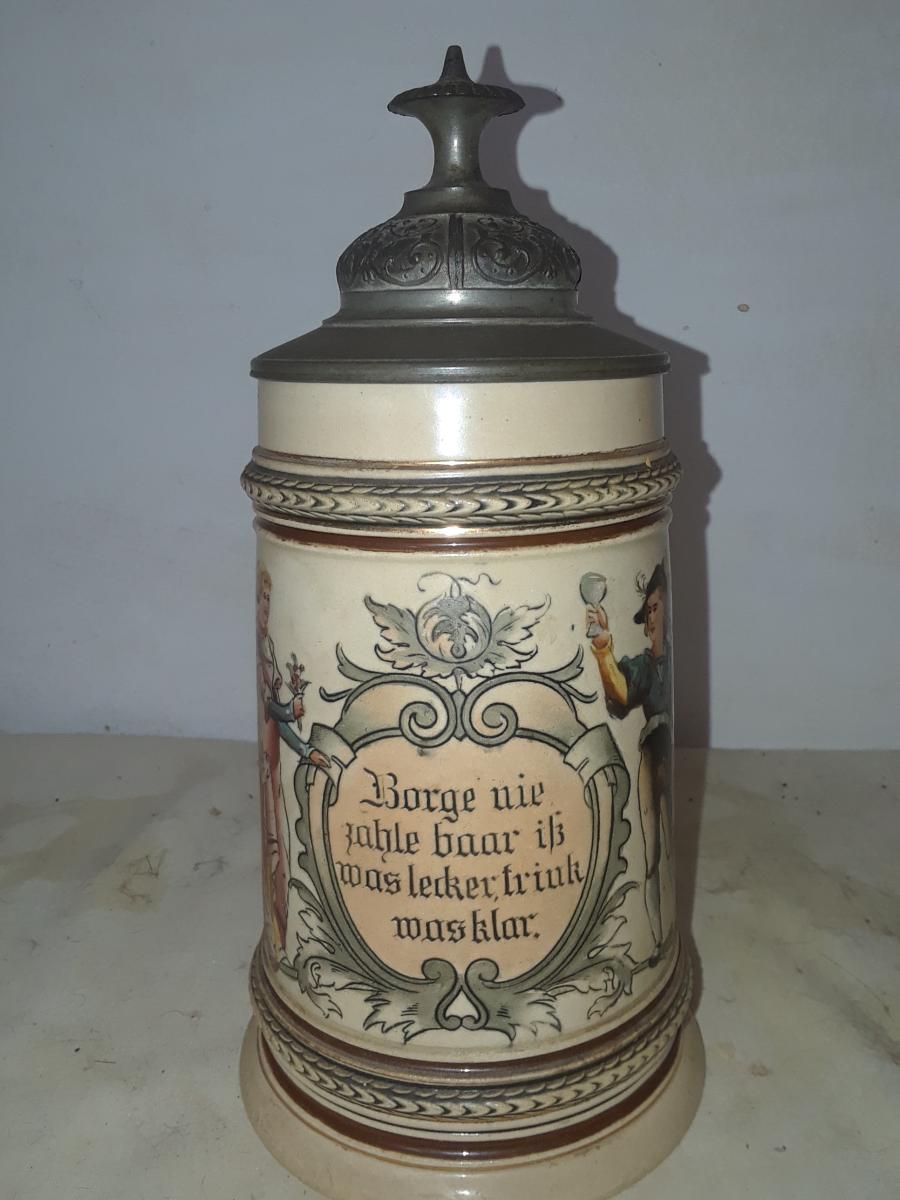 Borge nie
zahle baar iß
was lecker, trink
was klar.